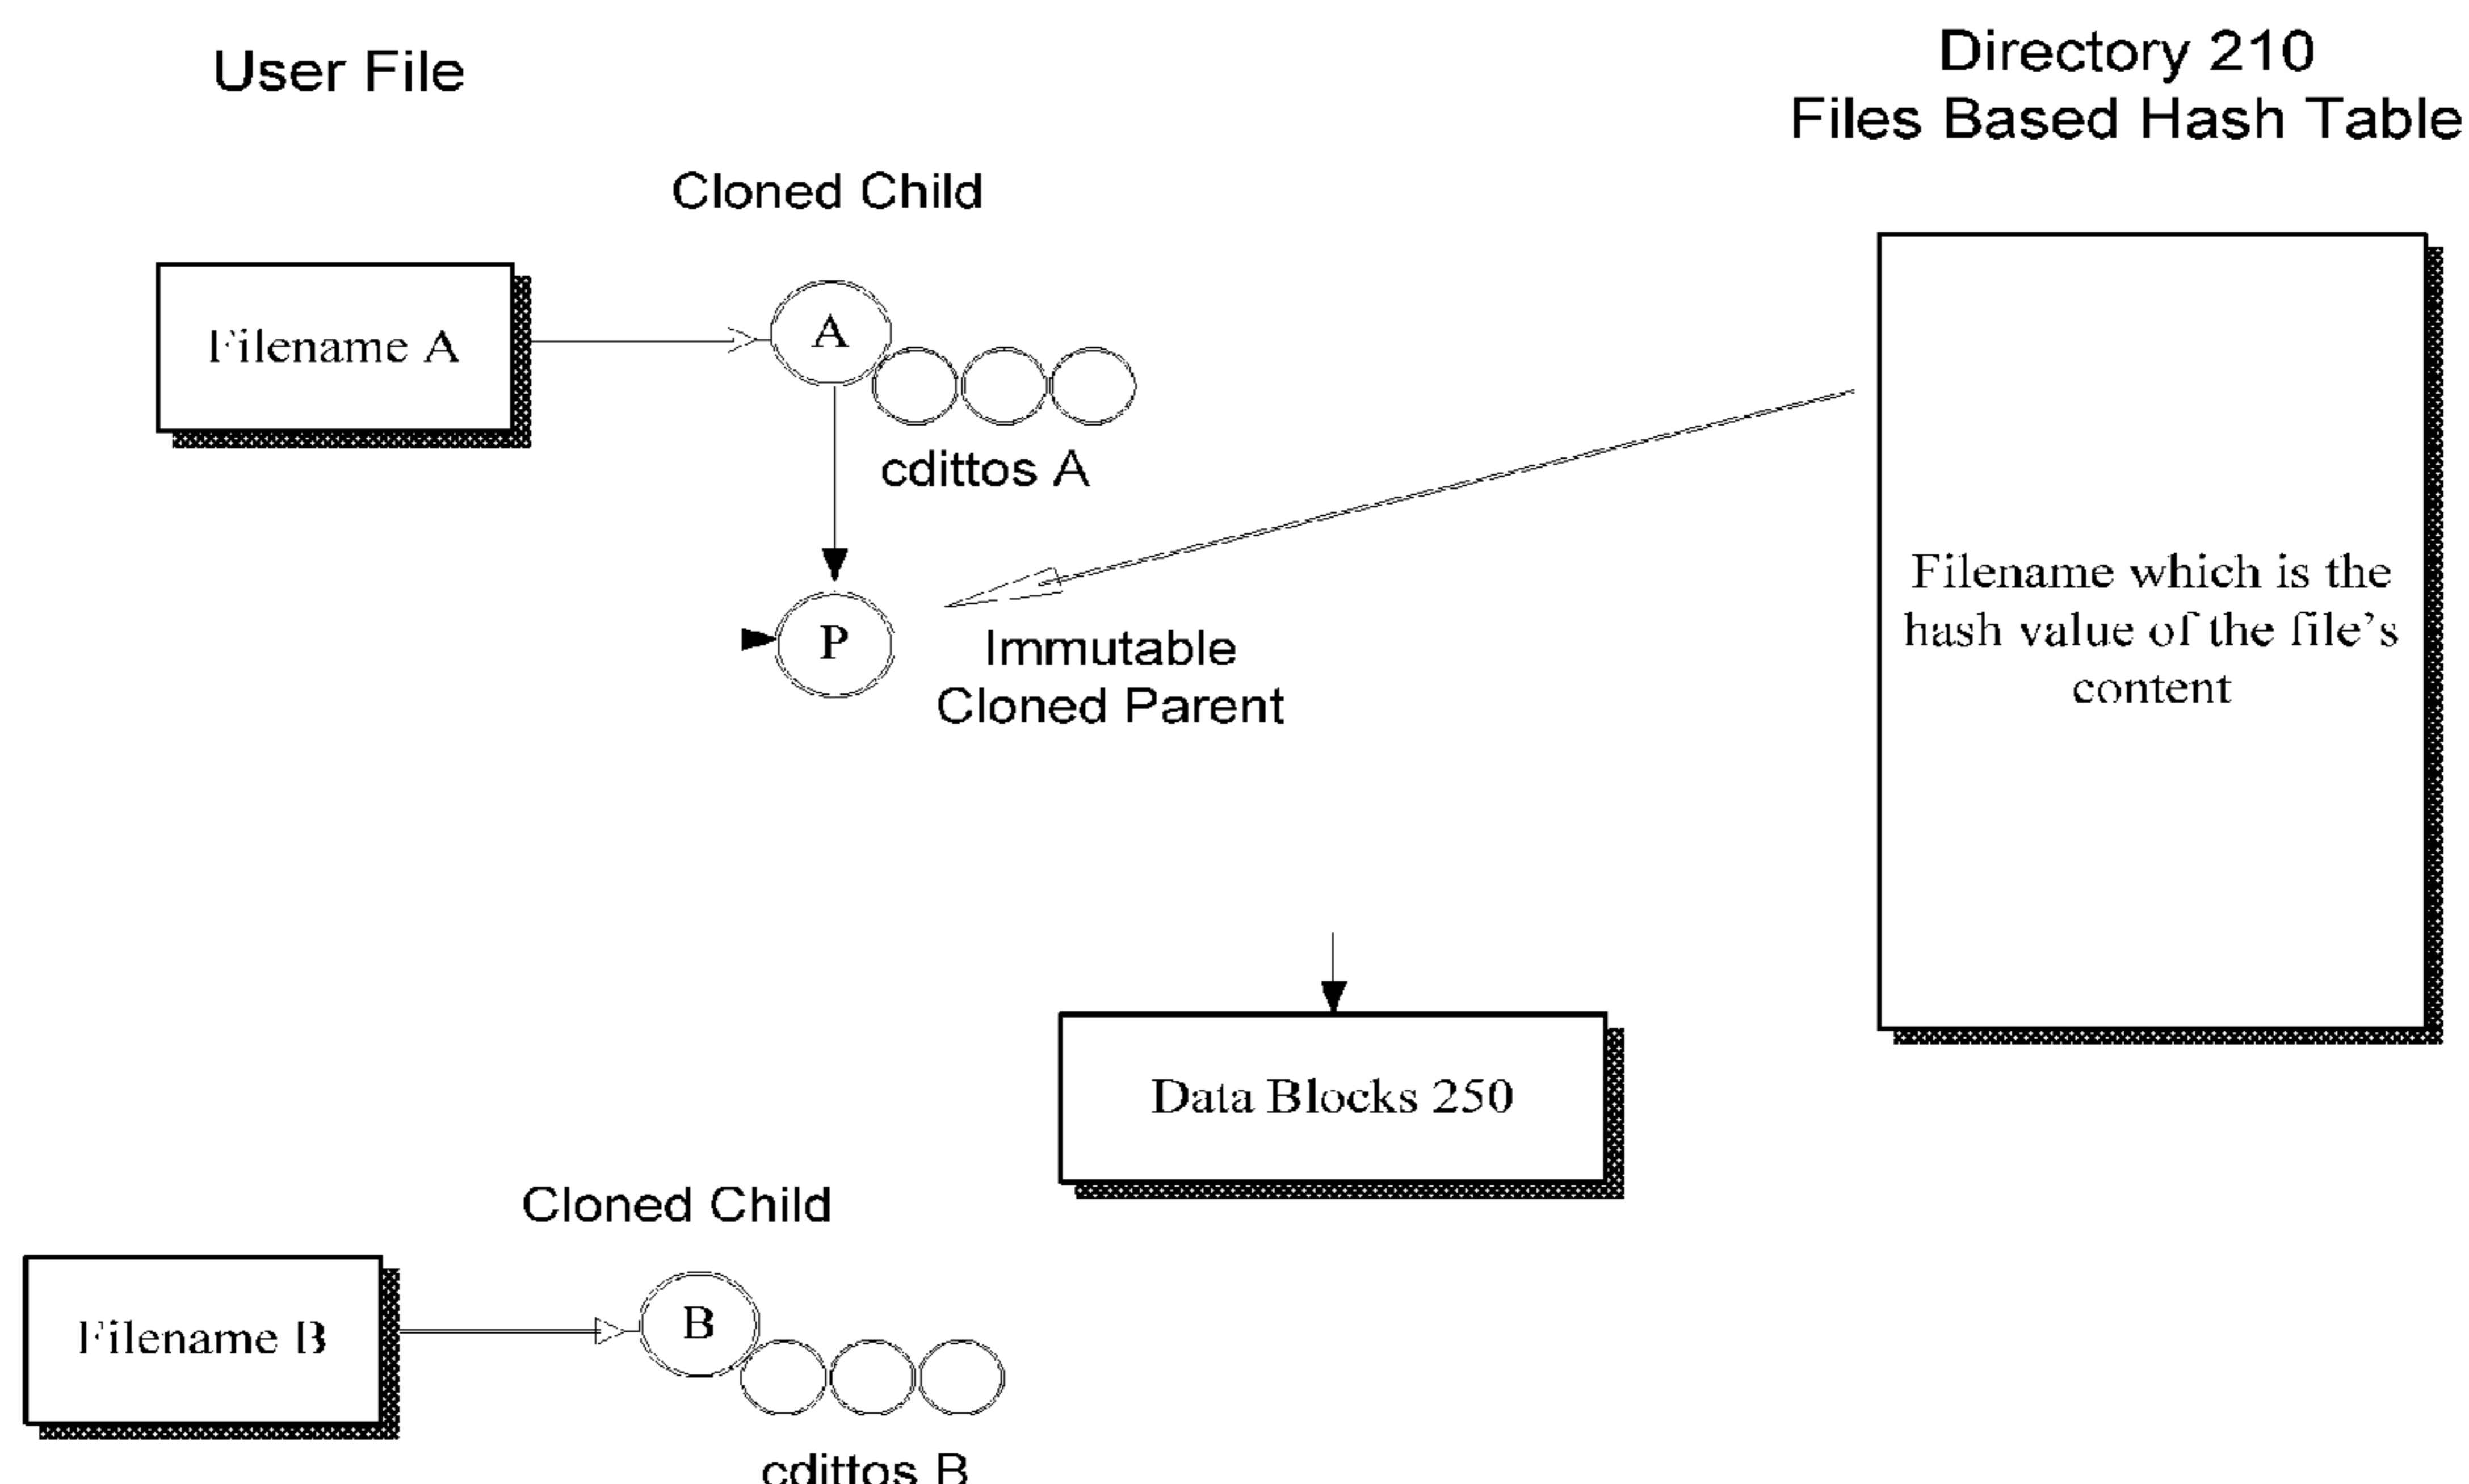 User File
Directory 210
Files Based Hash Table
Cloned Child
Filename A
A
cdittos A
P
Immutable
Cloned Parent
Filename which is the
hash value of the file's
content
Data Blocks 250
Cloned Child
Filename B
B
cdittos B